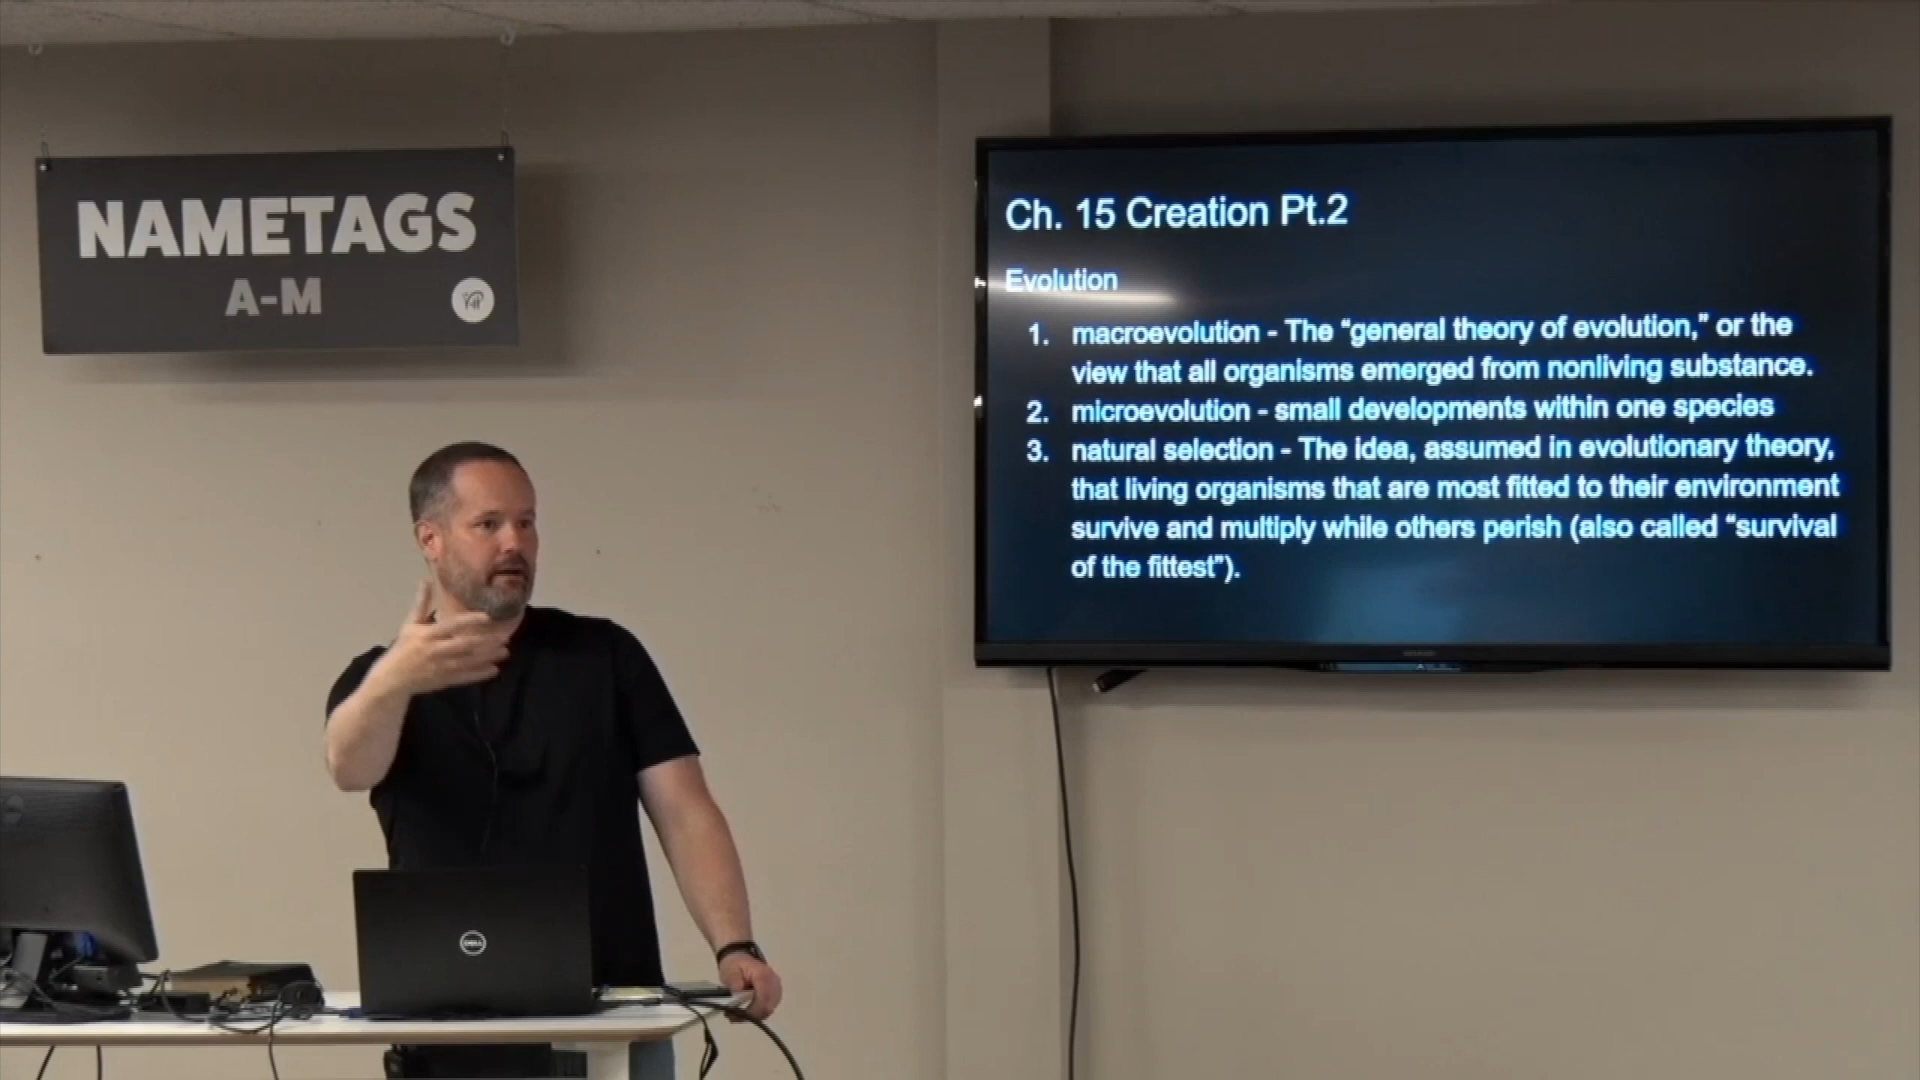 NAMETAGS
A-M
Ch. 15 Creation Pt.2
Evolution
1. macroevolution - The “general theory of evolution,” or the
view that all organisms emerged from nonliving substance.
2. microevolution - small developments within one species
3. natural selection - The idea, assumed in evolutionary theory,
that living organisms that are most fitted to their environment
survive and multiply while others perish (also called “survival
of the fittest”).
DELL